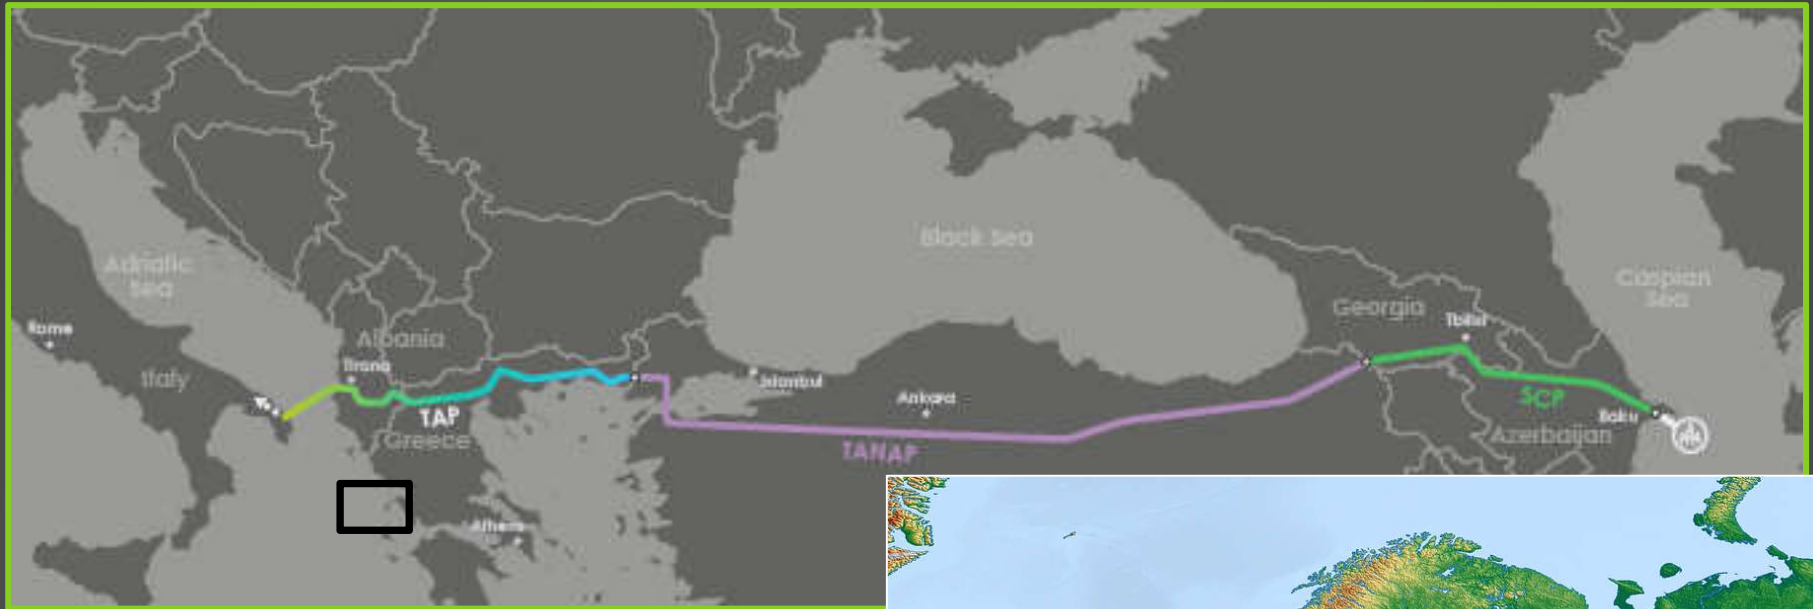 Black Sea
Adriatic
Sea
Caspian
Sea
Georgia
Tbilisi
Rome
Albania
Tirana
Italy
Istanbul
Ankara
SCP
TAP
Baku
Greece
Azerbaijan
TANAP
Athens